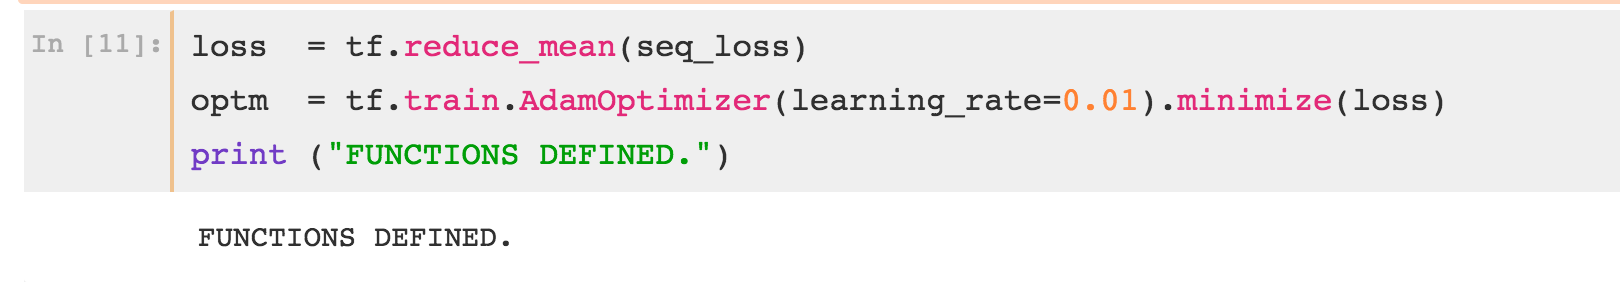 In [11]: loss  = tf.reduce_mean(seq_loss)
optm  = tf.train.AdamOptimizer(learning_rate=0.01).minimize(loss)
print ("FUNCTIONS DEFINED.")
FUNCTIONS DEFINED.